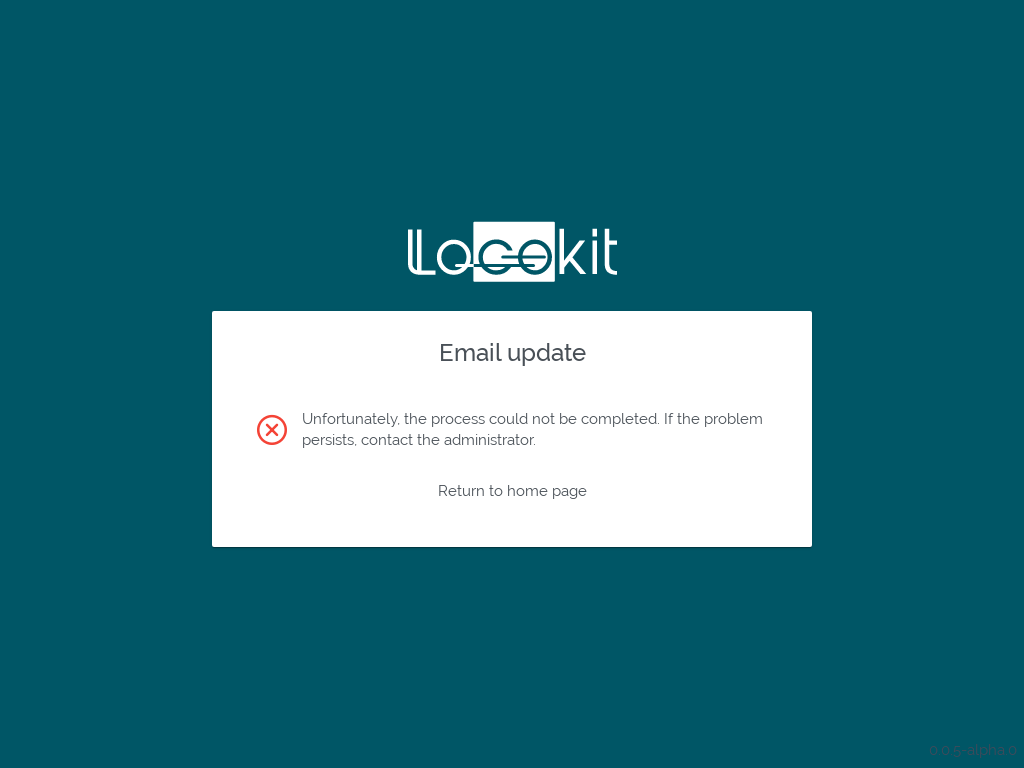 Locokit
Email update
Unfortunately, the process could not be completed. If the problem
persists, contact the administrator.
Return to home page
0.0.5-alpha.0